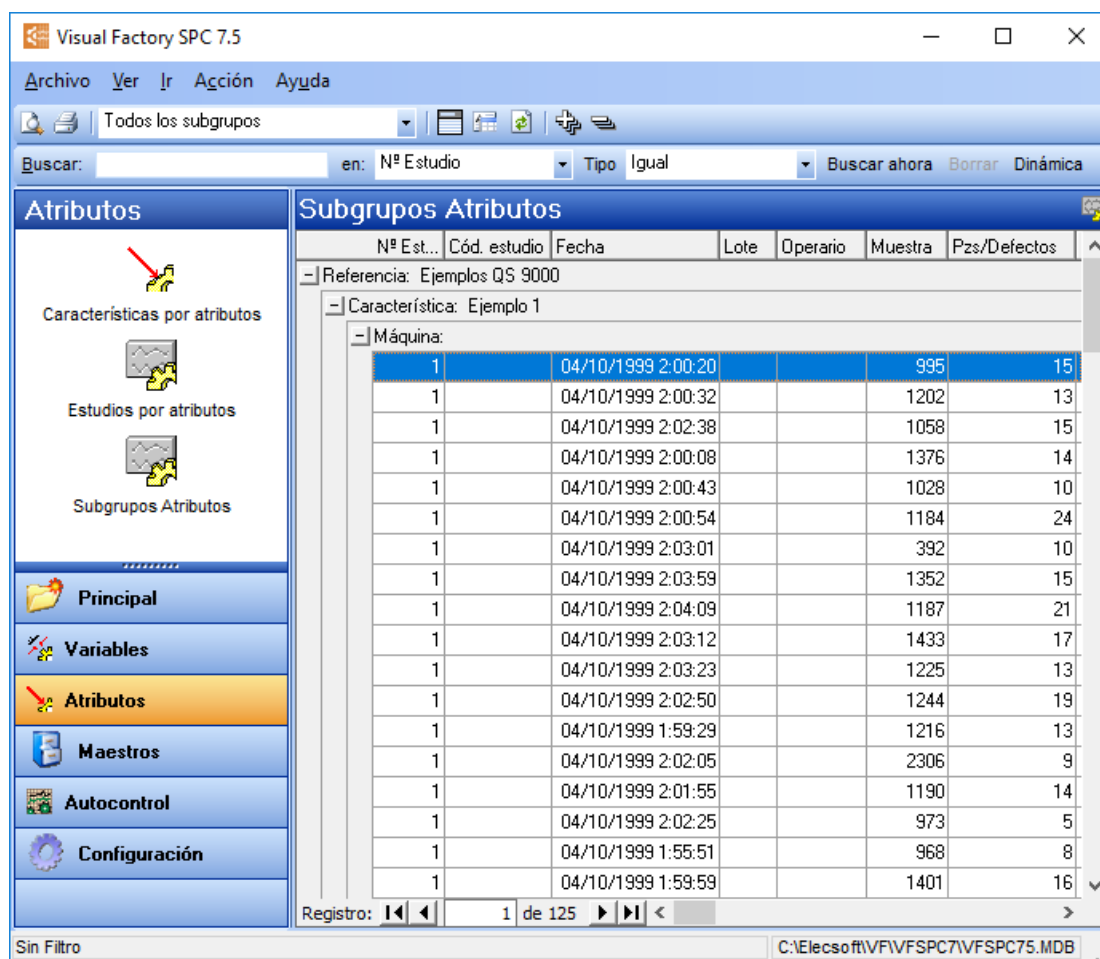 Visual Factory SPC 7.5
Archivo Ver Ir Acción Ayuda
Todos los subgrupos
Buscar: en: Nº Estudio Tipo Igual Buscar ahora Borrar Dinámica
Atributos
Características por atributos
Estudios por atributos
Subgrupos Atributos
Principal
Variables
Atributos
Maestros
Autocontrol
Configuración
Subgrupos Atributos
Nº Est... Cód. estudio Fecha Lote Operario Muestra Pzs/Defectos
Referencia: Ejemplos QS 9000
Característica: Ejemplo 1
Máquina:
1 04/10/1999 2:00:20 995 15
1 04/10/1999 2:00:32 1202 13
1 04/10/1999 2:02:38 1058 15
1 04/10/1999 2:00:08 1376 14
1 04/10/1999 2:00:43 1028 10
1 04/10/1999 2:00:54 1184 24
1 04/10/1999 2:03:01 392 10
1 04/10/1999 2:03:59 1352 15
1 04/10/1999 2:04:09 1187 21
1 04/10/1999 2:03:12 1433 17
1 04/10/1999 2:03:23 1225 13
1 04/10/1999 2:02:50 1244 19
1 04/10/1999 1:59:29 1216 13
1 04/10/1999 2:02:05 2306 9
1 04/10/1999 2:01:55 1190 14
1 04/10/1999 2:02:25 973 5
1 04/10/1999 1:55:51 968 8
1 04/10/1999 1:59:59 1401 16
Registro: 1 de 125
Sin Filtro C:\Elecsoft\VF\VFSPC7\VFSPC75.MDB